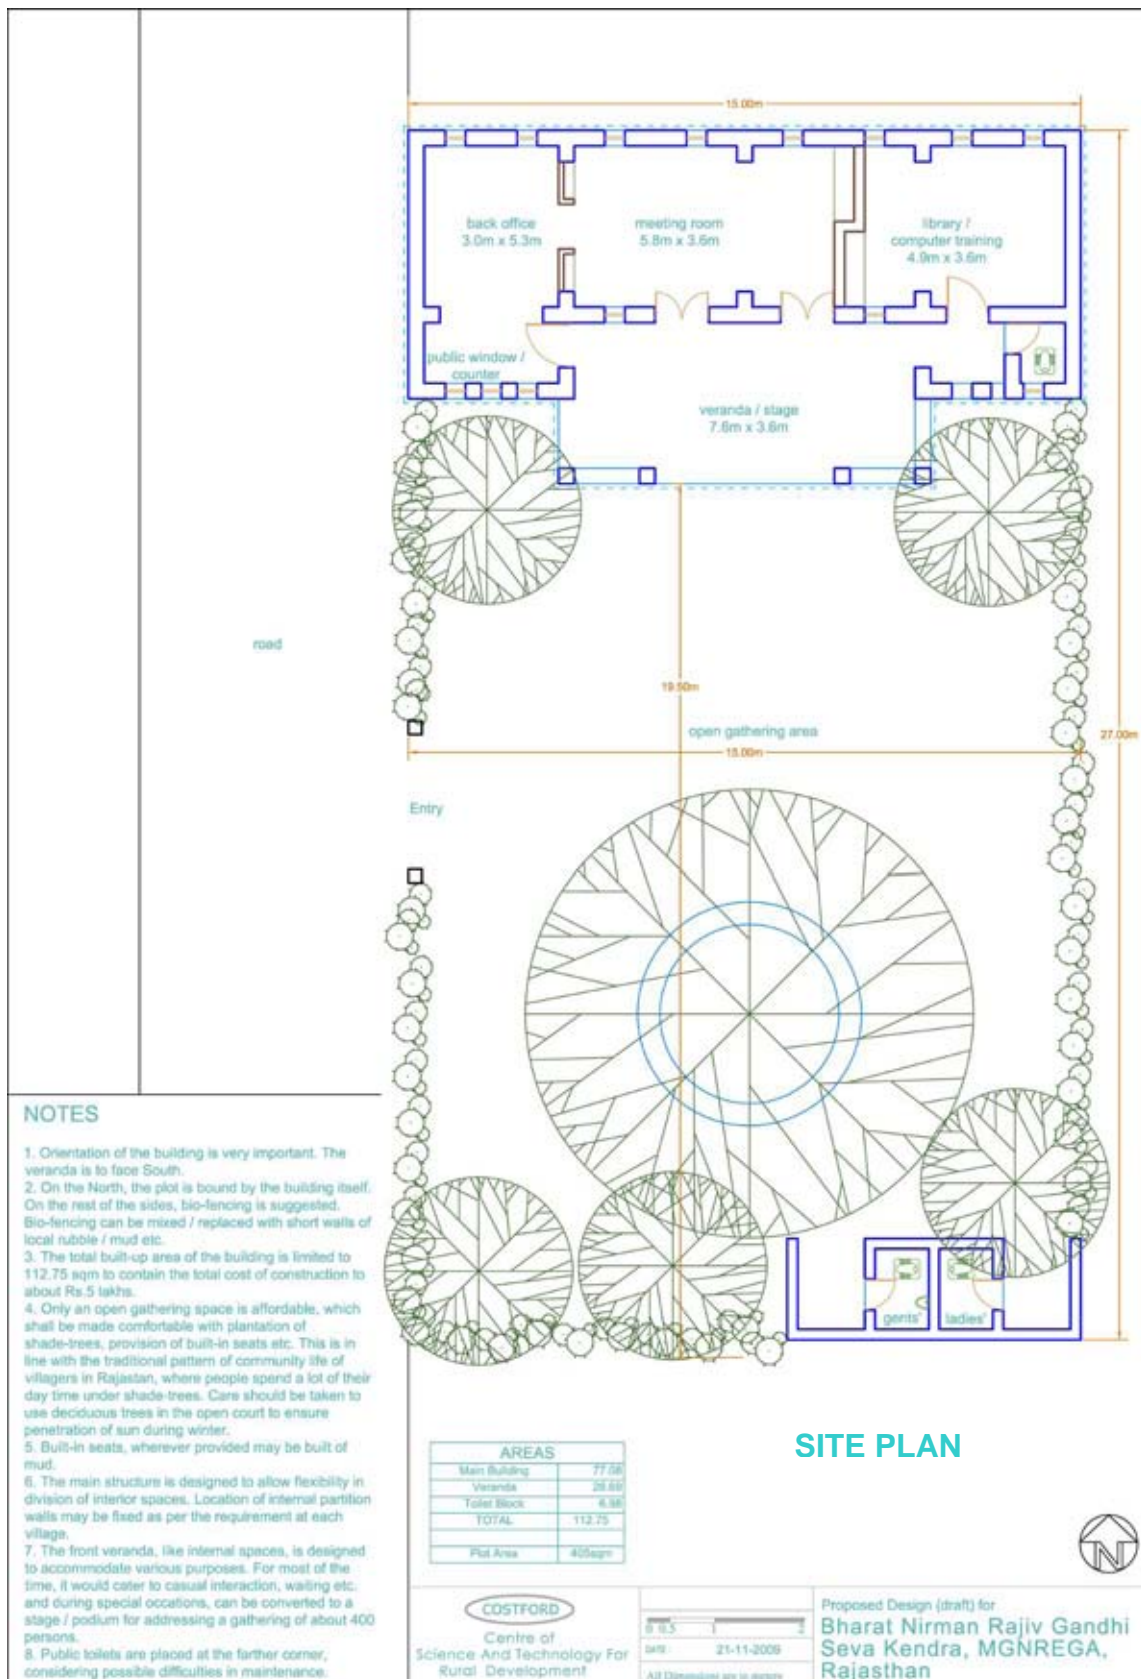 15.00m
back office
3.0m x 5.3m
meeting room
5.8m x 3.6m
library /
computer training
4.9m x 3.6m
public window /
counter
veranda / stage
7.6m x 3.6m
road
19.50m
open gathering area
15.00m
27.00m
Entry
gents'
ladies'
NOTES
1. Orientation of the building is very important. The
veranda is to face South.
2. On the North, the plot is bound by the building itself.
On the rest of the sides, bio-fencing is suggested.
Bio-fencing can be mixed / replaced with short walls of
local rubble / mud etc.
3. The total built-up area of the building is limited to
112.75 sqm to contain the total cost of construction to
about Rs.5 lakhs.
4. Only an open gathering space is affordable, which
shall be made comfortable with plantation of
shade-trees, provision of built-in seats etc. This is in
line with the traditional pattern of community life of
villagers in Rajastan, where people spend a lot of their
day time under shade-trees. Care should be taken to
use deciduous trees in the open court to ensure
penetration of sun during winter.
5. Built-in seats, wherever provided may be built of
mud.
6. The main structure is designed to allow flexibility in
division of interior spaces. Location of internal partition
walls may be fixed as per the requirement at each
village.
7. The front veranda, like internal spaces, is designed
to accommodate various purposes. For most of the
time, it would cater to casual interaction, waiting etc.
and during special occations, can be converted to a
stage / podium for addressing a gathering of about 400
persons.
8. Public toilets are placed at the farther corner,
considering possible difficulties in maintenance.
SITE PLAN
AREAS
Main Building 77.08
Veranda 28.69
Toilet Block 6.98
TOTAL 112.75
Plot Area 405sqm
N
COSTFORD
Centre of
Science And Technology For
Rural Development
0 0.5 1 2
DATE: 21-11-2009
All Dimensions are in meters
Proposed Design (draft) for
Bharat Nirman Rajiv Gandhi
Seva Kendra, MGNREGA,
Rajasthan